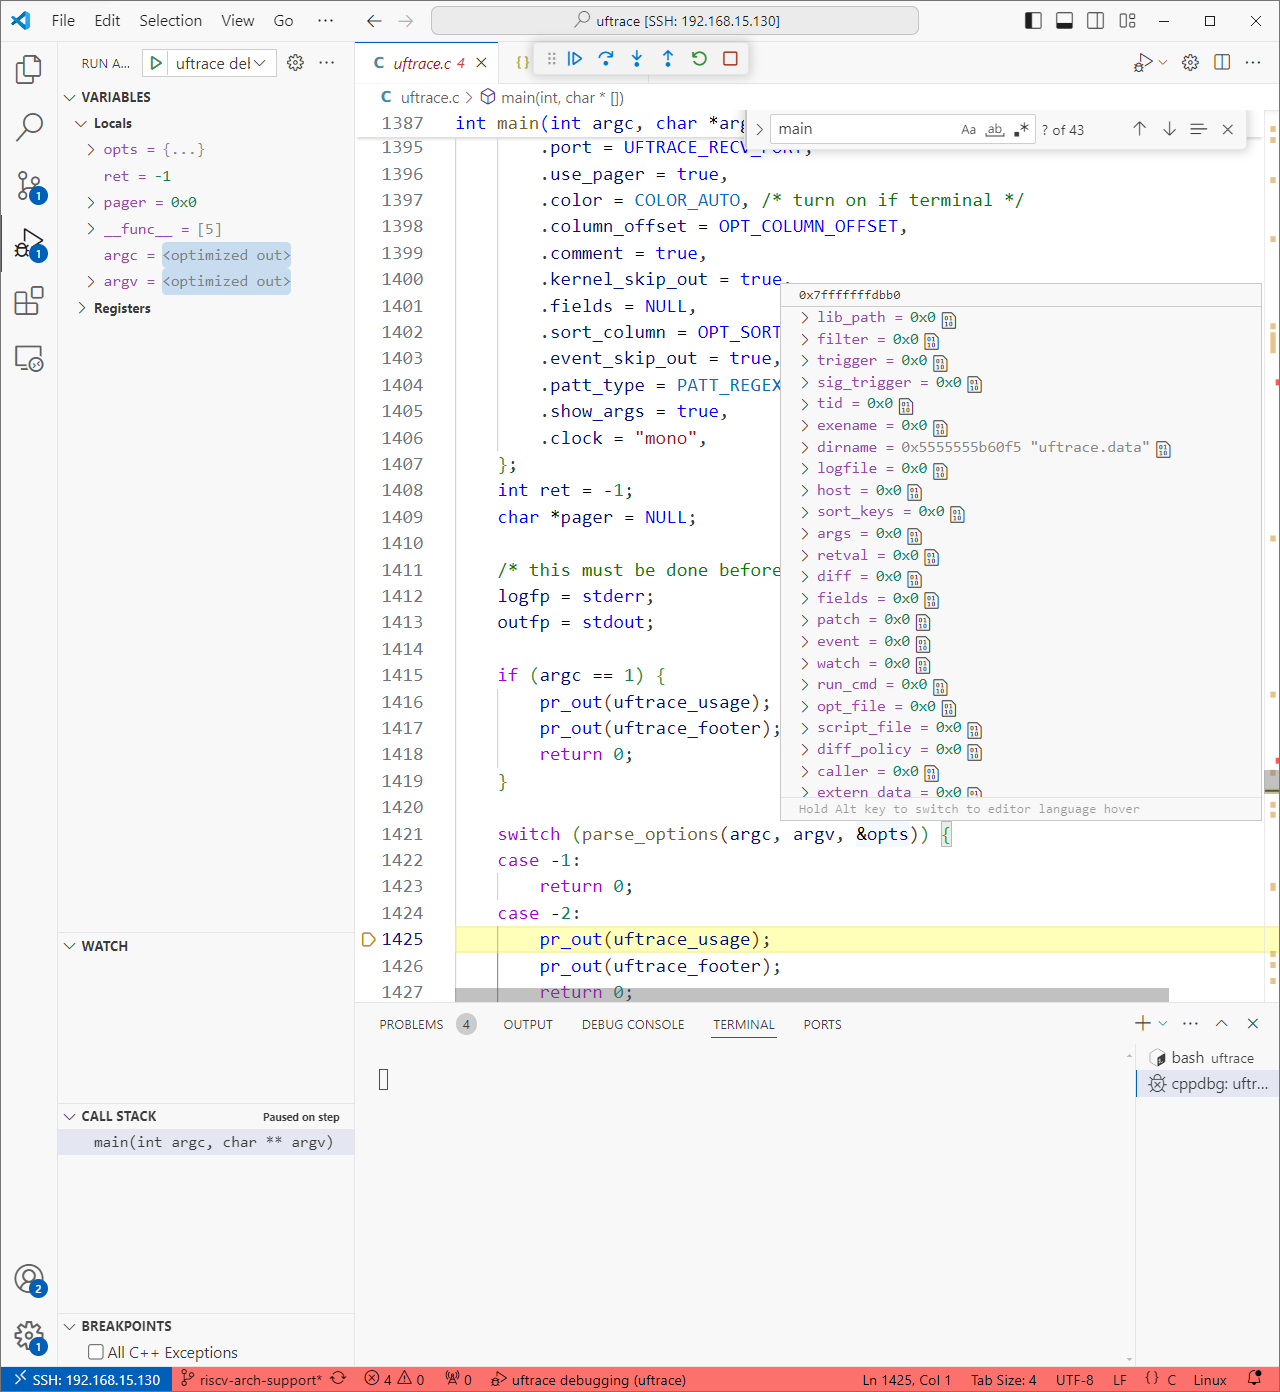 File Edit Selection View Go ···
uftrace [SSH: 192.168.15.130]
RUN A... uftrace del ···
VARIABLES
Locals
opts = {...}
ret = -1
pager = 0x0
__func__ = [5]
argc = <optimized out>
argv = <optimized out>
Registers
WATCH
CALL STACK Paused on step
main(int argc, char ** argv)
BREAKPOINTS
All C++ Exceptions
1
1
2
1
C uftrace.c 4 {}
C uftrace.c > main(int, char * [])
main Aa ab .* ? of 43
1387 int main(int argc, char *arg
1395 .port = UFTRACE_RECV_PORT,
1396 .use_pager = true,
1397 .color = COLOR_AUTO, /* turn on if terminal */
1398 .column_offset = OPT_COLUMN_OFFSET,
1399 .comment = true,
1400 .kernel_skip_out = true,
1401 .fields = NULL,
1402 .sort_column = OPT_SORT
1403 .event_skip_out = true,
1404 .patt_type = PATT_REGEX
1405 .show_args = true,
1406 .clock = "mono",
1407 };
1408 int ret = -1;
1409 char *pager = NULL;
1410
1411 /* this must be done before
1412 logfp = stderr;
1413 outfp = stdout;
1414
1415 if (argc == 1) {
1416 pr_out(uftrace_usage);
1417 pr_out(uftrace_footer);
1418 return 0;
1419 }
1420
1421 switch (parse_options(argc, argv, &opts)) {
1422 case -1:
1423 return 0;
1424 case -2:
1425 pr_out(uftrace_usage);
1426 pr_out(uftrace_footer);
1427 return 0;
0x7fffffffdbb0
lib_path = 0x0
filter = 0x0
trigger = 0x0
sig_trigger = 0x0
tid = 0x0
exename = 0x0
dirname = 0x5555555b60f5 "uftrace.data"
logfile = 0x0
host = 0x0
sort_keys = 0x0
args = 0x0
retval = 0x0
diff = 0x0
fields = 0x0
patch = 0x0
event = 0x0
watch = 0x0
run_cmd = 0x0
opt_file = 0x0
script_file = 0x0
diff_policy = 0x0
caller = 0x0
extern_data = 0x0
Hold Alt key to switch to editor language hover
PROBLEMS 4 OUTPUT DEBUG CONSOLE TERMINAL PORTS
bash uftrace
cppdbg: uftr...
SSH: 192.168.15.130 riscv-arch-support* 4 0 0 uftrace debugging (uftrace) Ln 1425, Col 1 Tab Size: 4 UTF-8 LF {} C Linux